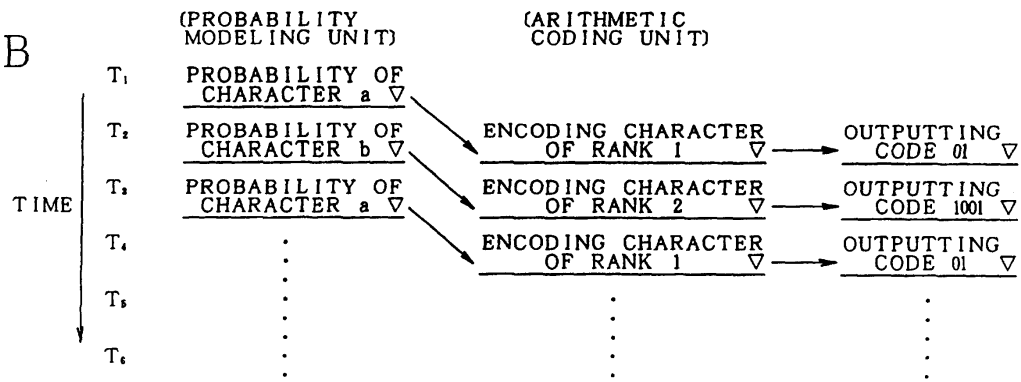 B
(PROBABILITY
MODELING UNIT)
(ARITHMETIC
CODING UNIT)
TIME
T₁
PROBABILITY OF
CHARACTER a ▽
T₂
PROBABILITY OF
CHARACTER b ▽
ENCODING CHARACTER
OF RANK 1 ▽
OUTPUTTING
CODE 01 ▽
T₃
PROBABILITY OF
CHARACTER a ▽
ENCODING CHARACTER
OF RANK 2 ▽
OUTPUTTING
CODE 1001 ▽
T₄
ENCODING CHARACTER
OF RANK 1 ▽
OUTPUTTING
CODE 01 ▽
T₅
T₆